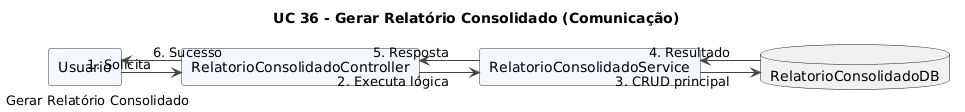 UC 36 - Gerar Relatório Consolidado (Comunicação)
6. Sucesso
5. Resposta
4. Resultado
Usuário
1. Solicita
RelatorioConsolidadoController
RelatorioConsolidadoService
RelatorioConsolidadoDB
2. Executa lógica
3. CRUD principal
Gerar Relatório Consolidado